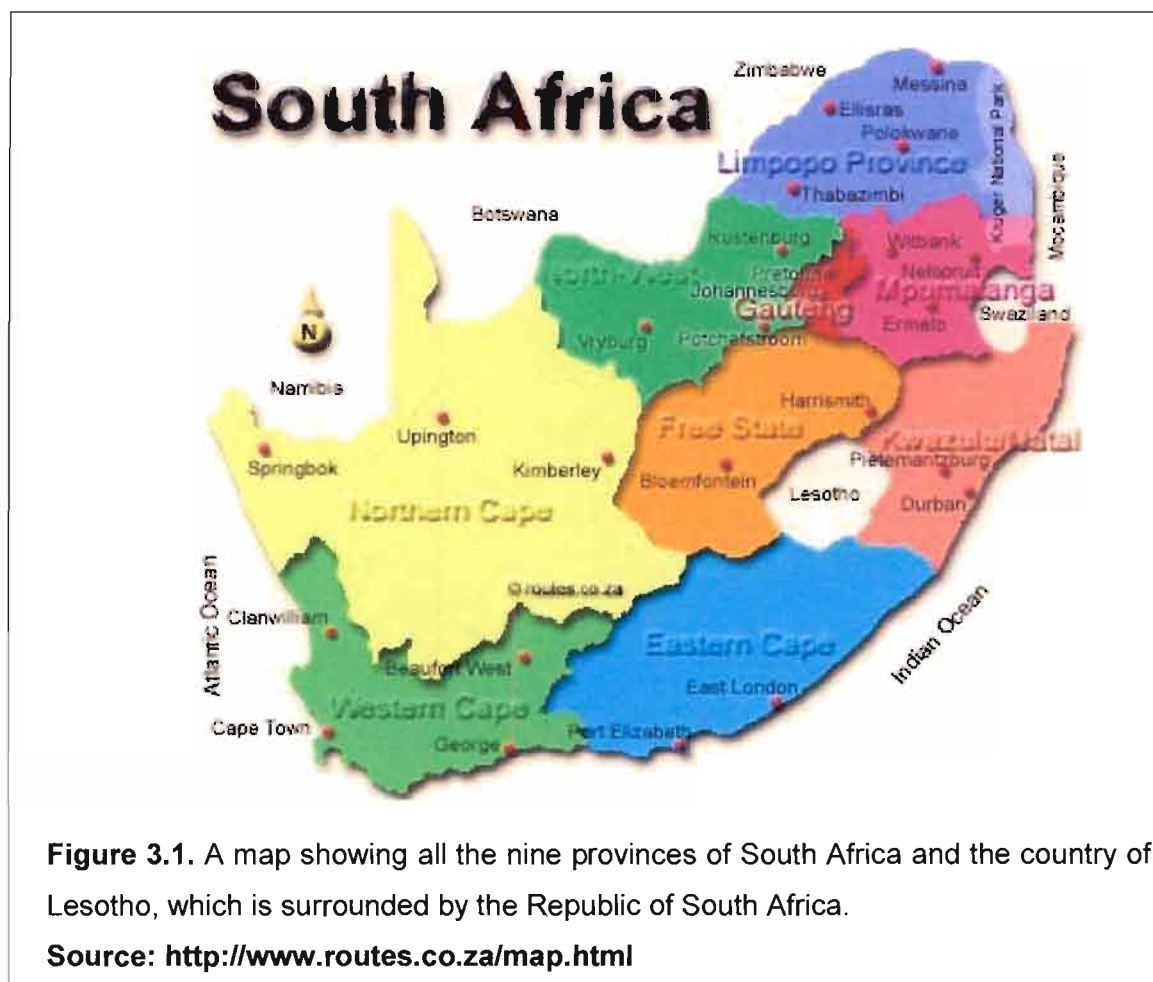 South Africa
Zimbabwe
Messina
Ellisras
Polokwane
Limpopo Province
Thabazimbi
Kruger National Park
Mocambique
Botswana
Rustenburg
North-West
Pretoria
Johannesburg
Gauteng
Witbank
Nelspruit
Mpumalanga
Ermelo
Swaziland
Vryburg
Potchefstroom
N
Namibia
Upington
Springbok
Kimberley
Northern Cape
Harrismith
Free State
Bloemfontein
Lesotho
Kwazulu/Natal
Pietermaritzburg
Durban
Atlantic Ocean
Clanwilliam
© routes.co.za
Beaufort West
Western Cape
Cape Town
George
Eastern Cape
East London
Port Elizabeth
Indian Ocean
Figure 3.1. A map showing all the nine provinces of South Africa and the country of
Lesotho, which is surrounded by the Republic of South Africa.
Source: http://www.routes.co.za/map.html